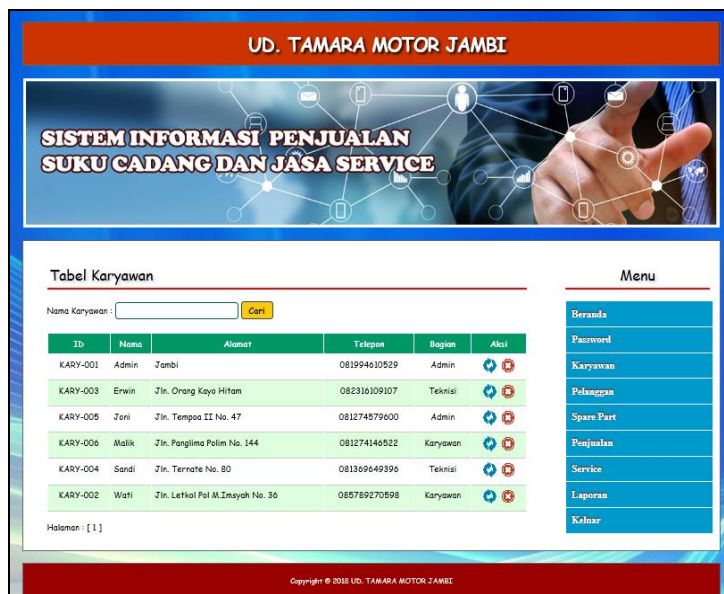 UD. TAMARA MOTOR JAMBI
SISTEM INFORMASI PENJUALAN
SUKU CADANG DAN JASA SERVICE
Tabel Karyawan
Nama Karyawan : Cari
ID Nama Alamat Telepon Bagian Aksi
KARY-001 Admin Jambi 081994610529 Admin
KARY-003 Erwin Jln. Orang Kayo Hitam 082316109107 Teknisi
KARY-005 Joni Jln. Tempoa II No. 47 081274579600 Admin
KARY-006 Malik Jln. Panglima Polim No. 144 081274146522 Karyawan
KARY-004 Sandi Jln. Ternate No. 80 081369649396 Teknisi
KARY-002 Wati Jln. Letkol Pol M.Imsyah No. 36 085789270598 Karyawan
Halaman : [ 1 ]
Menu
Beranda
Password
Karyawan
Pelanggan
Spare Part
Penjualan
Service
Laporan
Keluar
Copyright © 2018 UD. TAMARA MOTOR JAMBI